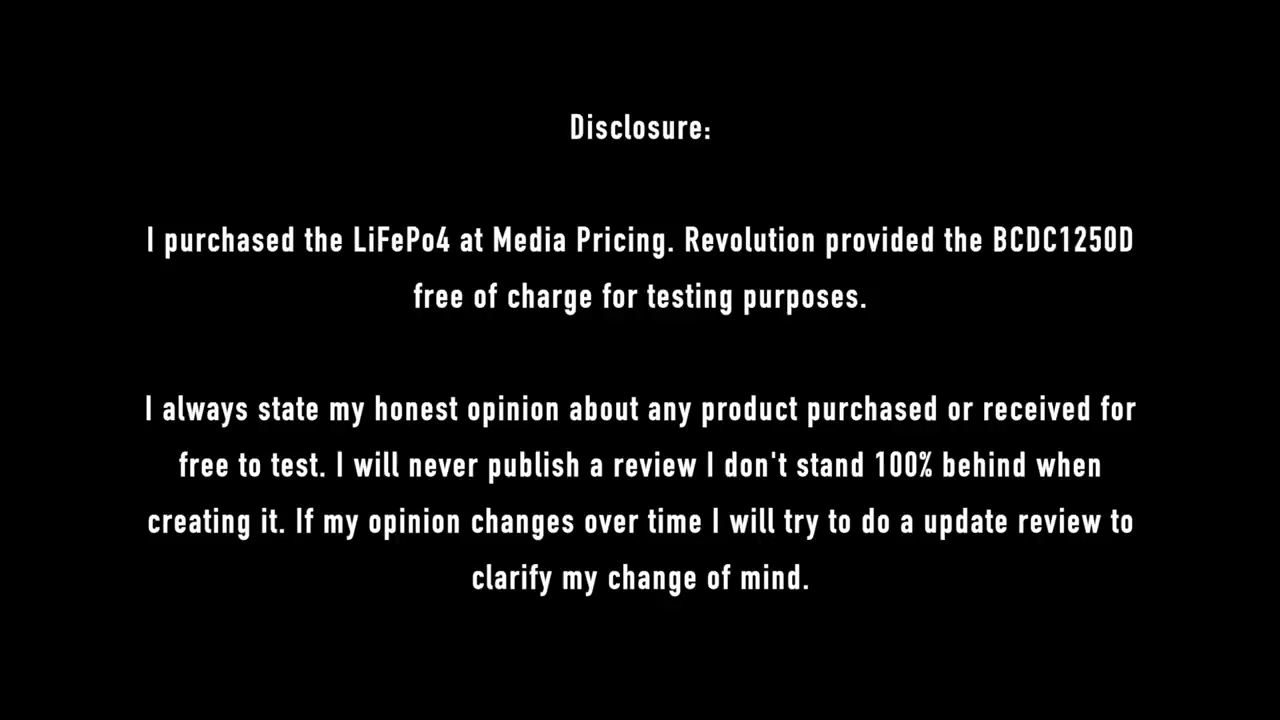 Disclosure:
I purchased the LiFePo4 at Media Pricing. Revolution provided the BCDC1250D
free of charge for testing purposes.
I always state my honest opinion about any product purchased or received for
free to test. I will never publish a review I don't stand 100% behind when
creating it. If my opinion changes over time I will try to do a update review to
clarify my change of mind.